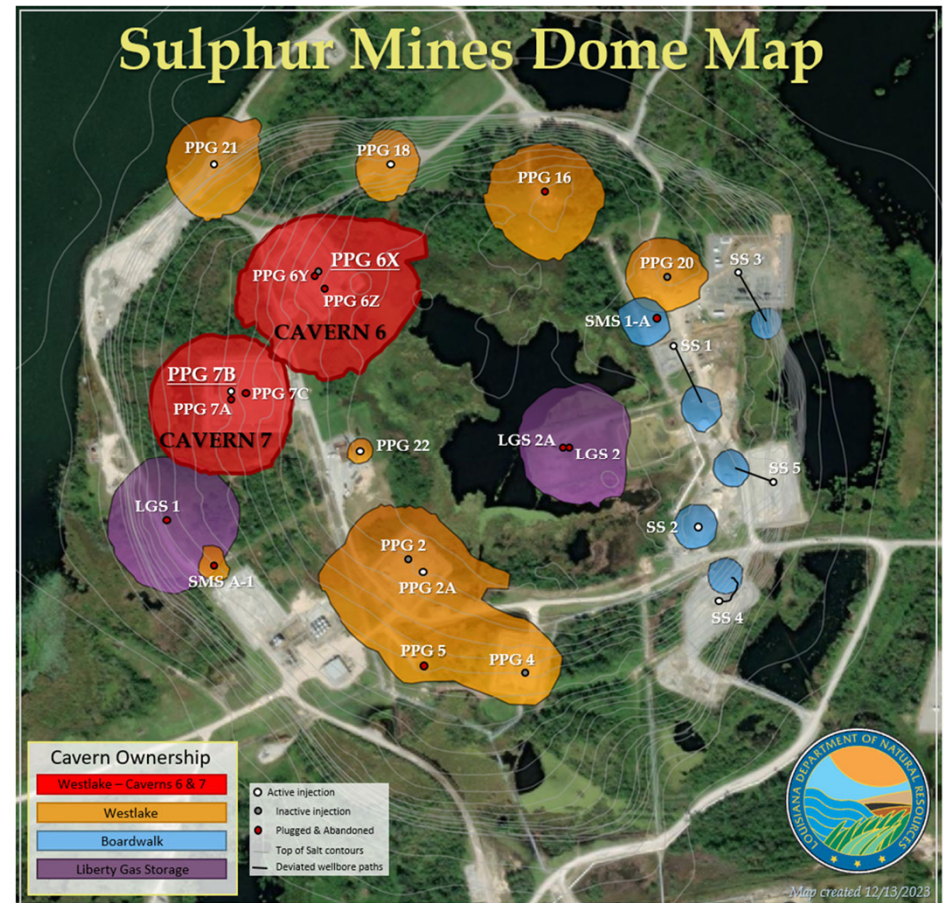 Sulphur Mines Dome Map
PPG 21
PPG 18
PPG 16
PPG 6X
PPG 6Y
PPG 6Z
CAVERN 6
PPG 20
SS 3
SMS 1-A
SS 1
PPG 7B
PPG 7C
PPG 7A
CAVERN 7
PPG 22
LGS 2A
LGS 2
SS 5
LGS 1
SS 2
PPG 2
PPG 2A
SMS A-1
SS 4
PPG 5
PPG 4
Cavern Ownership
Westlake – Caverns 6 & 7
Westlake
Boardwalk
Liberty Gas Storage
Active injection
Inactive injection
Plugged & Abandoned
Top of Salt contours
Deviated wellbore paths
LOUISIANA DEPARTMENT OF NATURAL RESOURCES
Map created 12/13/2023